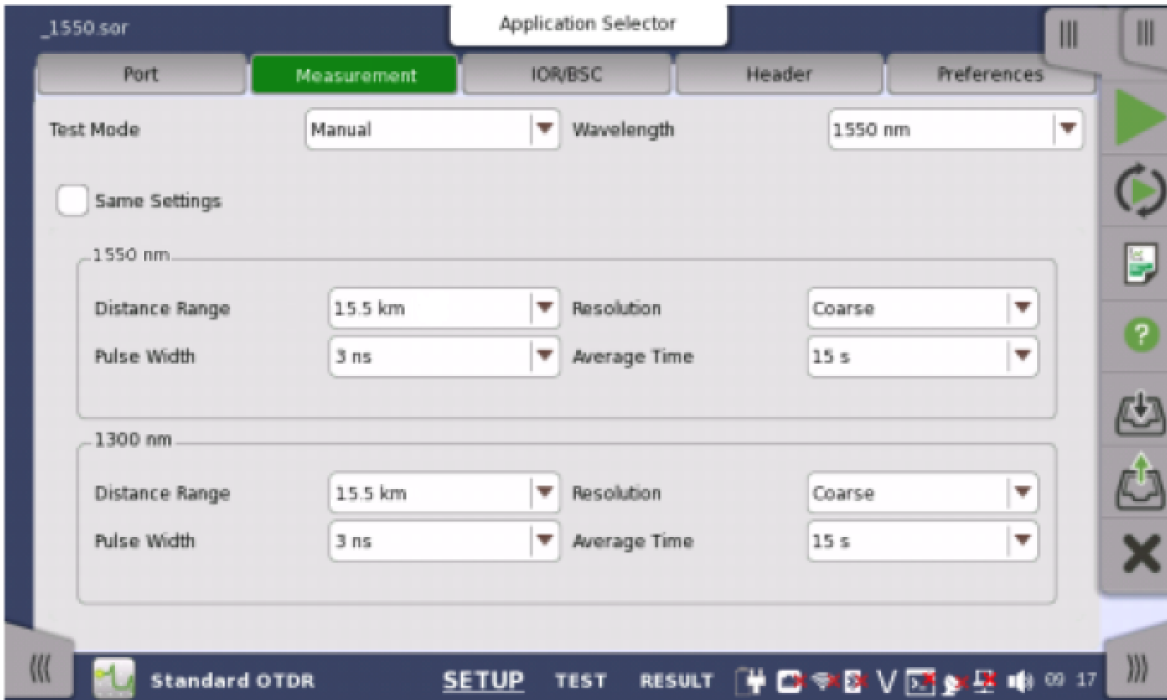 _1550.sor Application Selector
Port Measurement IOR/BSC Header Preferences
Test Mode Manual Wavelength 1550 nm
Same Settings
1550 nm
Distance Range 15.5 km Resolution Coarse
Pulse Width 3 ns Average Time 15 s
1300 nm
Distance Range 15.5 km Resolution Coarse
Pulse Width 3 ns Average Time 15 s
Standard OTDR SETUP TEST RESULT V 09 17